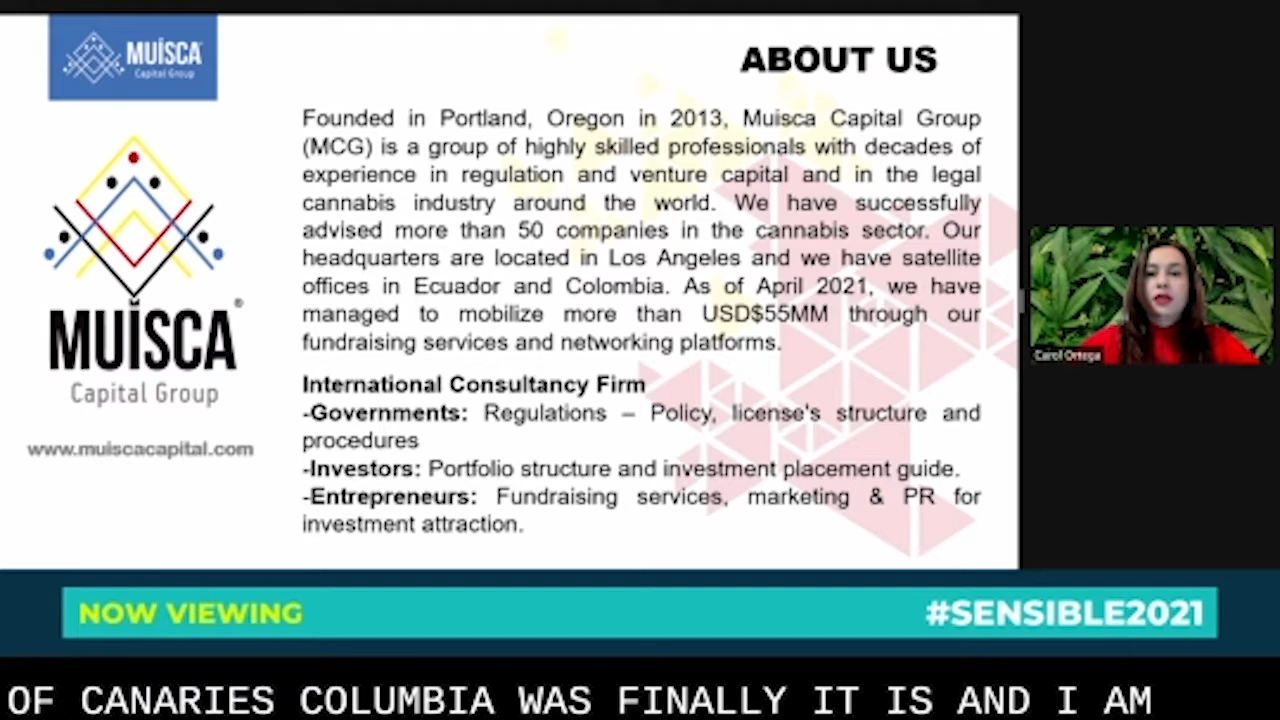 MUÏSCA
Capital Group
ABOUT US
Founded in Portland, Oregon in 2013, Muisca Capital Group
(MCG) is a group of highly skilled professionals with decades of
experience in regulation and venture capital and in the legal
cannabis industry around the world. We have successfully
advised more than 50 companies in the cannabis sector. Our
headquarters are located in Los Angeles and we have satellite
offices in Ecuador and Colombia. As of April 2021, we have
managed to mobilize more than USD$55MM through our
fundraising services and networking platforms.
International Consultancy Firm
-Governments: Regulations – Policy, license's structure and
procedures
-Investors: Portfolio structure and investment placement guide.
-Entrepreneurs: Fundraising services, marketing & PR for
investment attraction.
MUÏSCA®
Capital Group
www.muiscacapital.com
Carol Ortega
NOW VIEWING
#SENSIBLE2021
OF CANARIES COLUMBIA WAS FINALLY IT IS AND I AM